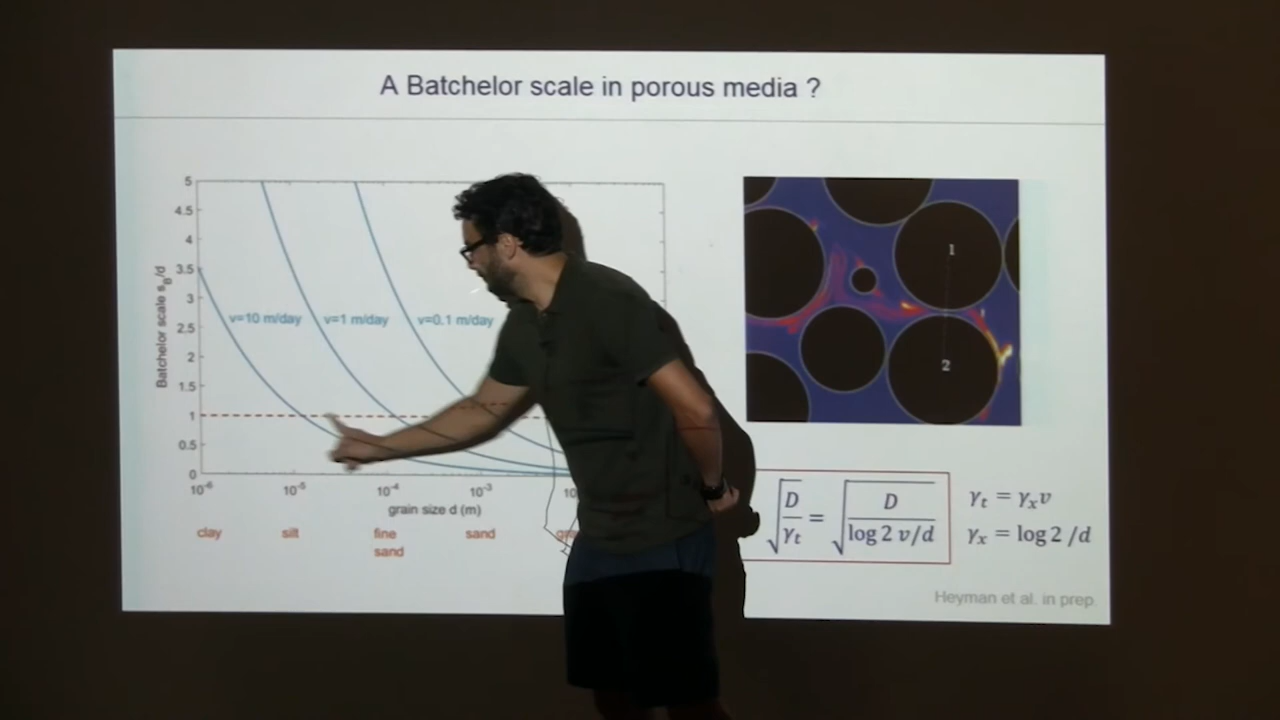 A Batchelor scale in porous media ?
5
4.5
4
3.5
3
2.5
2
1.5
1
0.5
0
Batchelor scale s_B/d
v=10 m/day
v=1 m/day
v=0.1 m/day
10^-6
10^-5
10^-4
10^-3
10
grain size d (m)
clay
silt
fine
sand
sand
1
2
√(D/γ_t) = √(D/(log 2 v/d))
γ_t = γ_x v
γ_x = log 2 /d
Heyman et al. in prep.